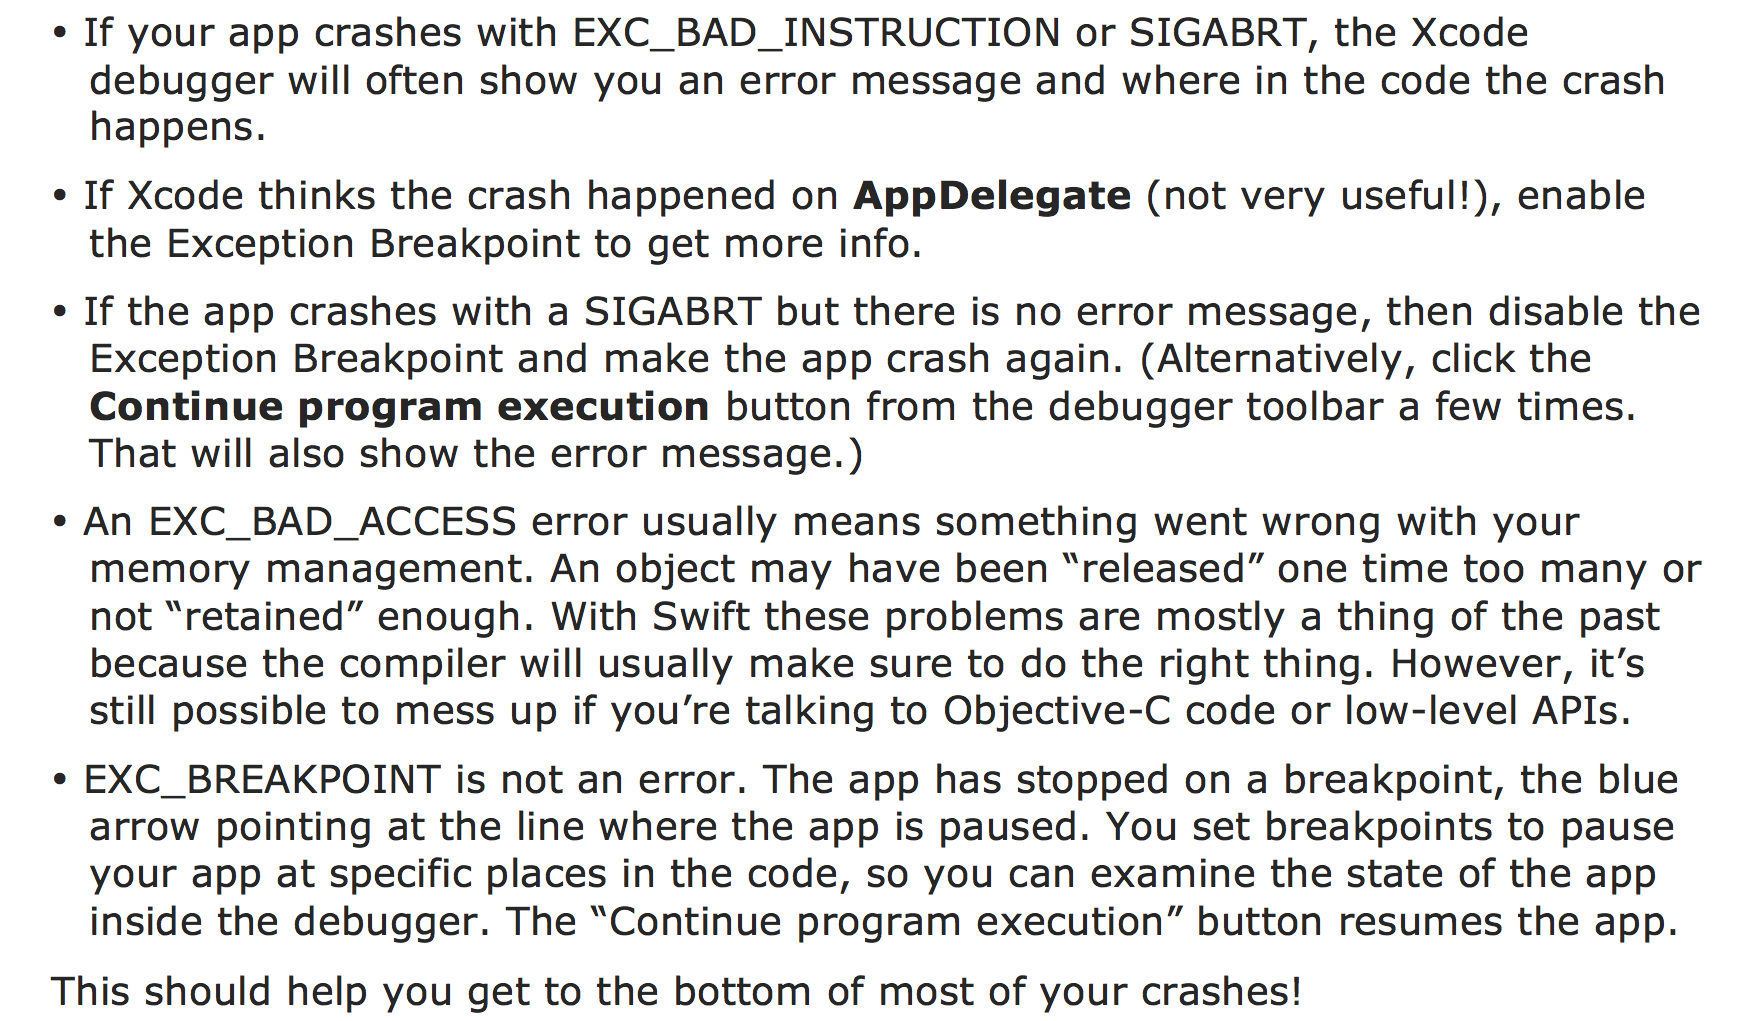 • If your app crashes with EXC_BAD_INSTRUCTION or SIGABRT, the Xcode
debugger will often show you an error message and where in the code the crash
happens.
• If Xcode thinks the crash happened on AppDelegate (not very useful!), enable
the Exception Breakpoint to get more info.
• If the app crashes with a SIGABRT but there is no error message, then disable the
Exception Breakpoint and make the app crash again. (Alternatively, click the
Continue program execution button from the debugger toolbar a few times.
That will also show the error message.)
• An EXC_BAD_ACCESS error usually means something went wrong with your
memory management. An object may have been “released” one time too many or
not “retained” enough. With Swift these problems are mostly a thing of the past
because the compiler will usually make sure to do the right thing. However, it’s
still possible to mess up if you’re talking to Objective-C code or low-level APIs.
• EXC_BREAKPOINT is not an error. The app has stopped on a breakpoint, the blue
arrow pointing at the line where the app is paused. You set breakpoints to pause
your app at specific places in the code, so you can examine the state of the app
inside the debugger. The “Continue program execution” button resumes the app.
This should help you get to the bottom of most of your crashes!